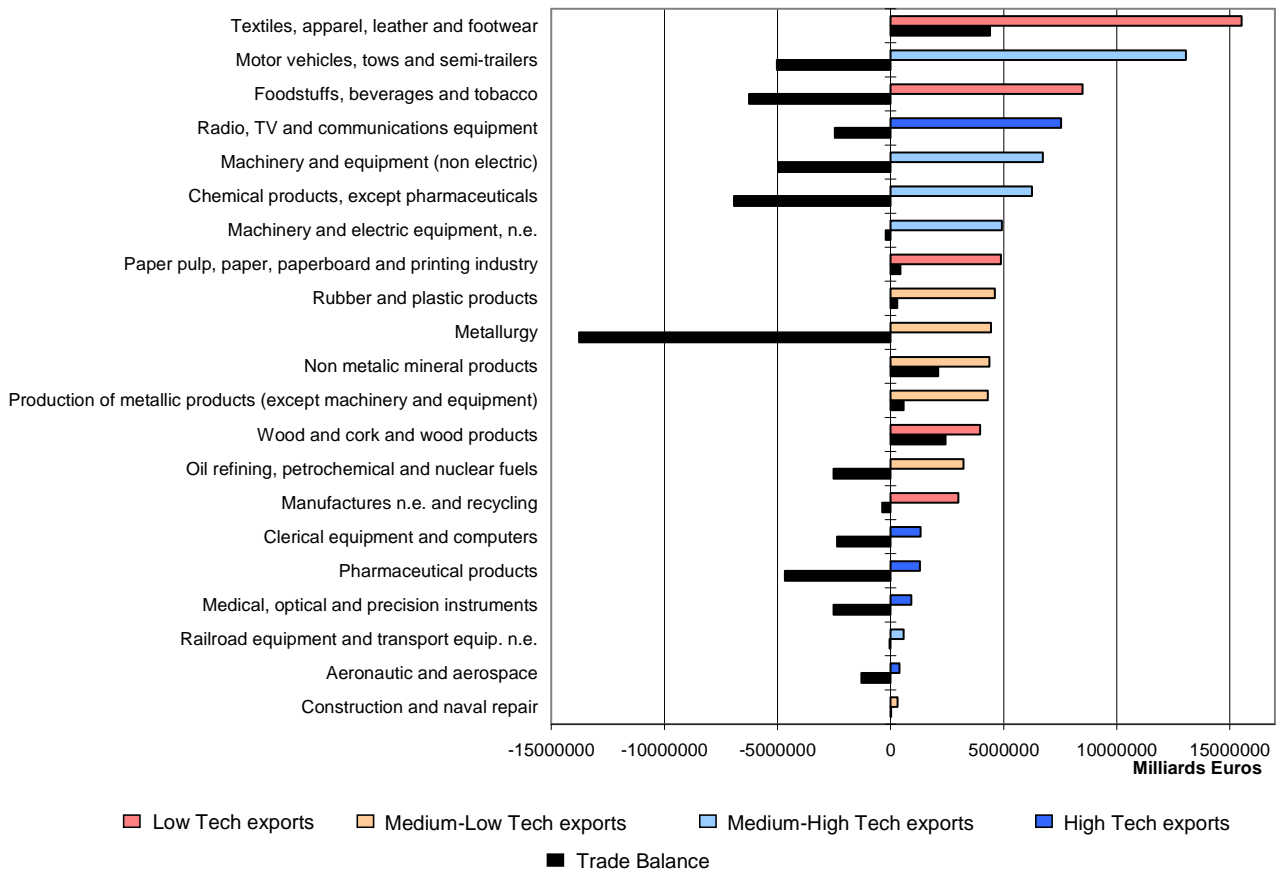 Textiles, apparel, leather and footwear
Motor vehicles, tows and semi-trailers
Foodstuffs, beverages and tobacco
Radio, TV and communications equipment
Machinery and equipment (non electric)
Chemical products, except pharmaceuticals
Machinery and electric equipment, n.e.
Paper pulp, paper, paperboard and printing industry
Rubber and plastic products
Metallurgy
Non metalic mineral products
Production of metallic products (except machinery and equipment)
Wood and cork and wood products
Oil refining, petrochemical and nuclear fuels
Manufactures n.e. and recycling
Clerical equipment and computers
Pharmaceutical products
Medical, optical and precision instruments
Railroad equipment and transport equip. n.e.
Aeronautic and aerospace
Construction and naval repair
-15000000 -10000000 -5000000 0 5000000 10000000 15000000
Milliards Euros
Low Tech exports Medium-Low Tech exports Medium-High Tech exports High Tech exports
Trade Balance